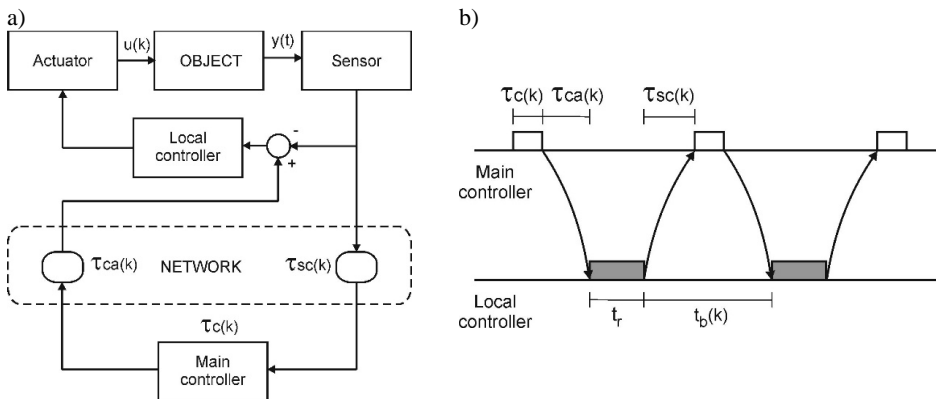 a)
u(k)
y(t)
Actuator
OBJECT
Sensor
Local
controller
-
+
τca(k)
NETWORK
τsc(k)
τc(k)
Main
controller
b)
τc(k) τca(k)
τsc(k)
Main
controller
Local
controller
tr
tb(k)